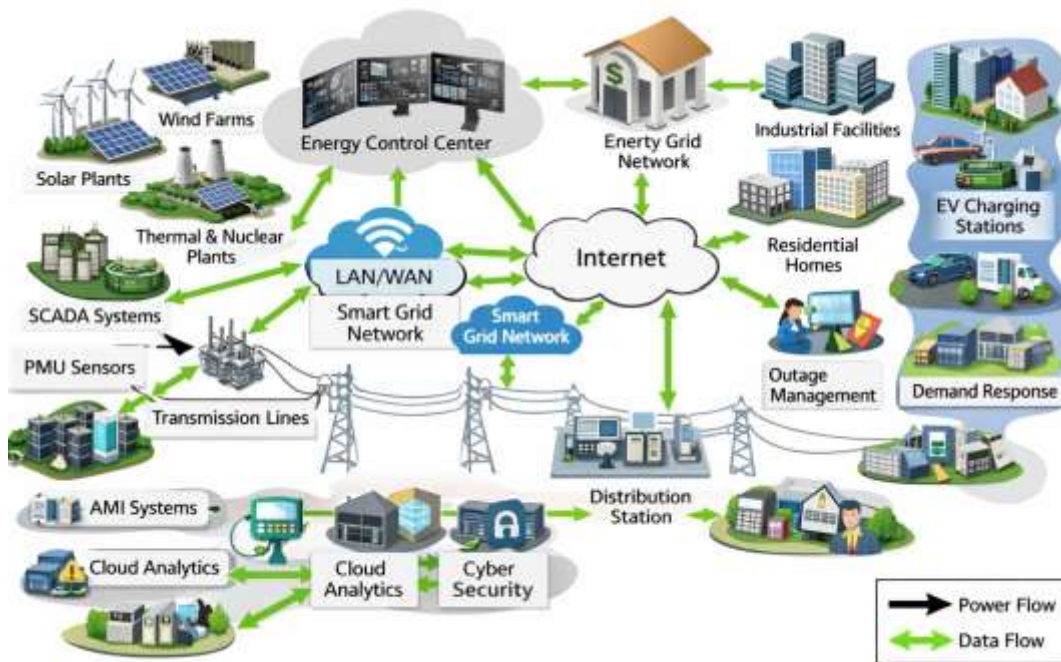 Wind Farms
Solar Plants
Energy Control Center
$
Enerty Grid
Network
Industrial Facilities
Thermal & Nuclear
Plants
LAN/WAN
Smart Grid
Network
Internet
Residential
Homes
EV Charging
Stations
SCADA Systems
Smart
Grid Network
PMU Sensors
Transmission Lines
Outage
Management
Demand Response
AMI Systems
Distribution
Station
Cloud Analytics
Cloud
Analytics
Cyber
Security
Power Flow
Data Flow